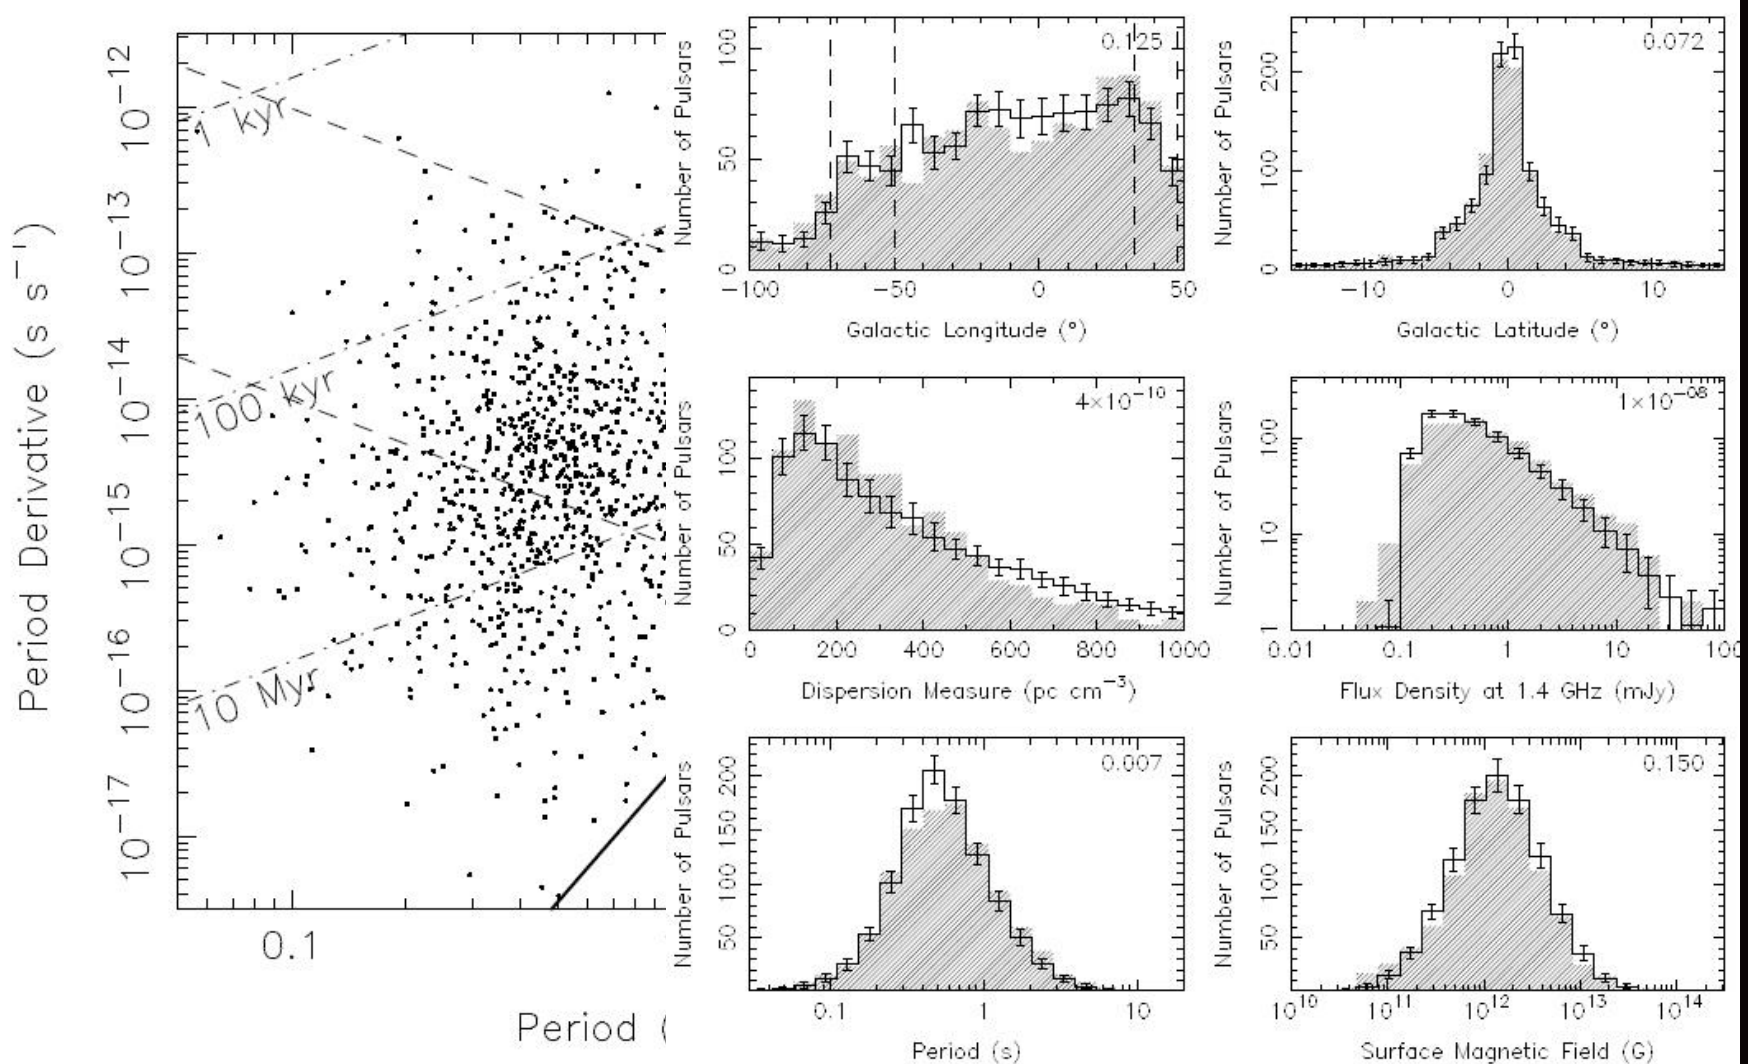 Period Derivative (s s⁻¹)
10⁻¹²
10⁻¹³
10⁻¹⁴
10⁻¹⁵
10⁻¹⁶
10⁻¹⁷
1 kyr
100 kyr
10 Myr
0.1
Period (
Number of Pulsars
0 50 100
0.125
−100 −50 0 50
Galactic Longitude (°)
Number of Pulsars
0 100 200
0.072
−10 0 10
Galactic Latitude (°)
Number of Pulsars
0 50 100
4×10⁻¹⁰
0 200 400 600 800 1000
Dispersion Measure (pc cm⁻³)
Number of Pulsars
1 10 100
1×10⁻⁰⁸
0.01 0.1 1 10 100
Flux Density at 1.4 GHz (mJy)
Number of Pulsars
50 100 150 200
0.007
0.1 1 10
Period (s)
Number of Pulsars
50 100 150 200
0.150
10¹⁰ 10¹¹ 10¹² 10¹³ 10¹⁴
Surface Magnetic Field (G)